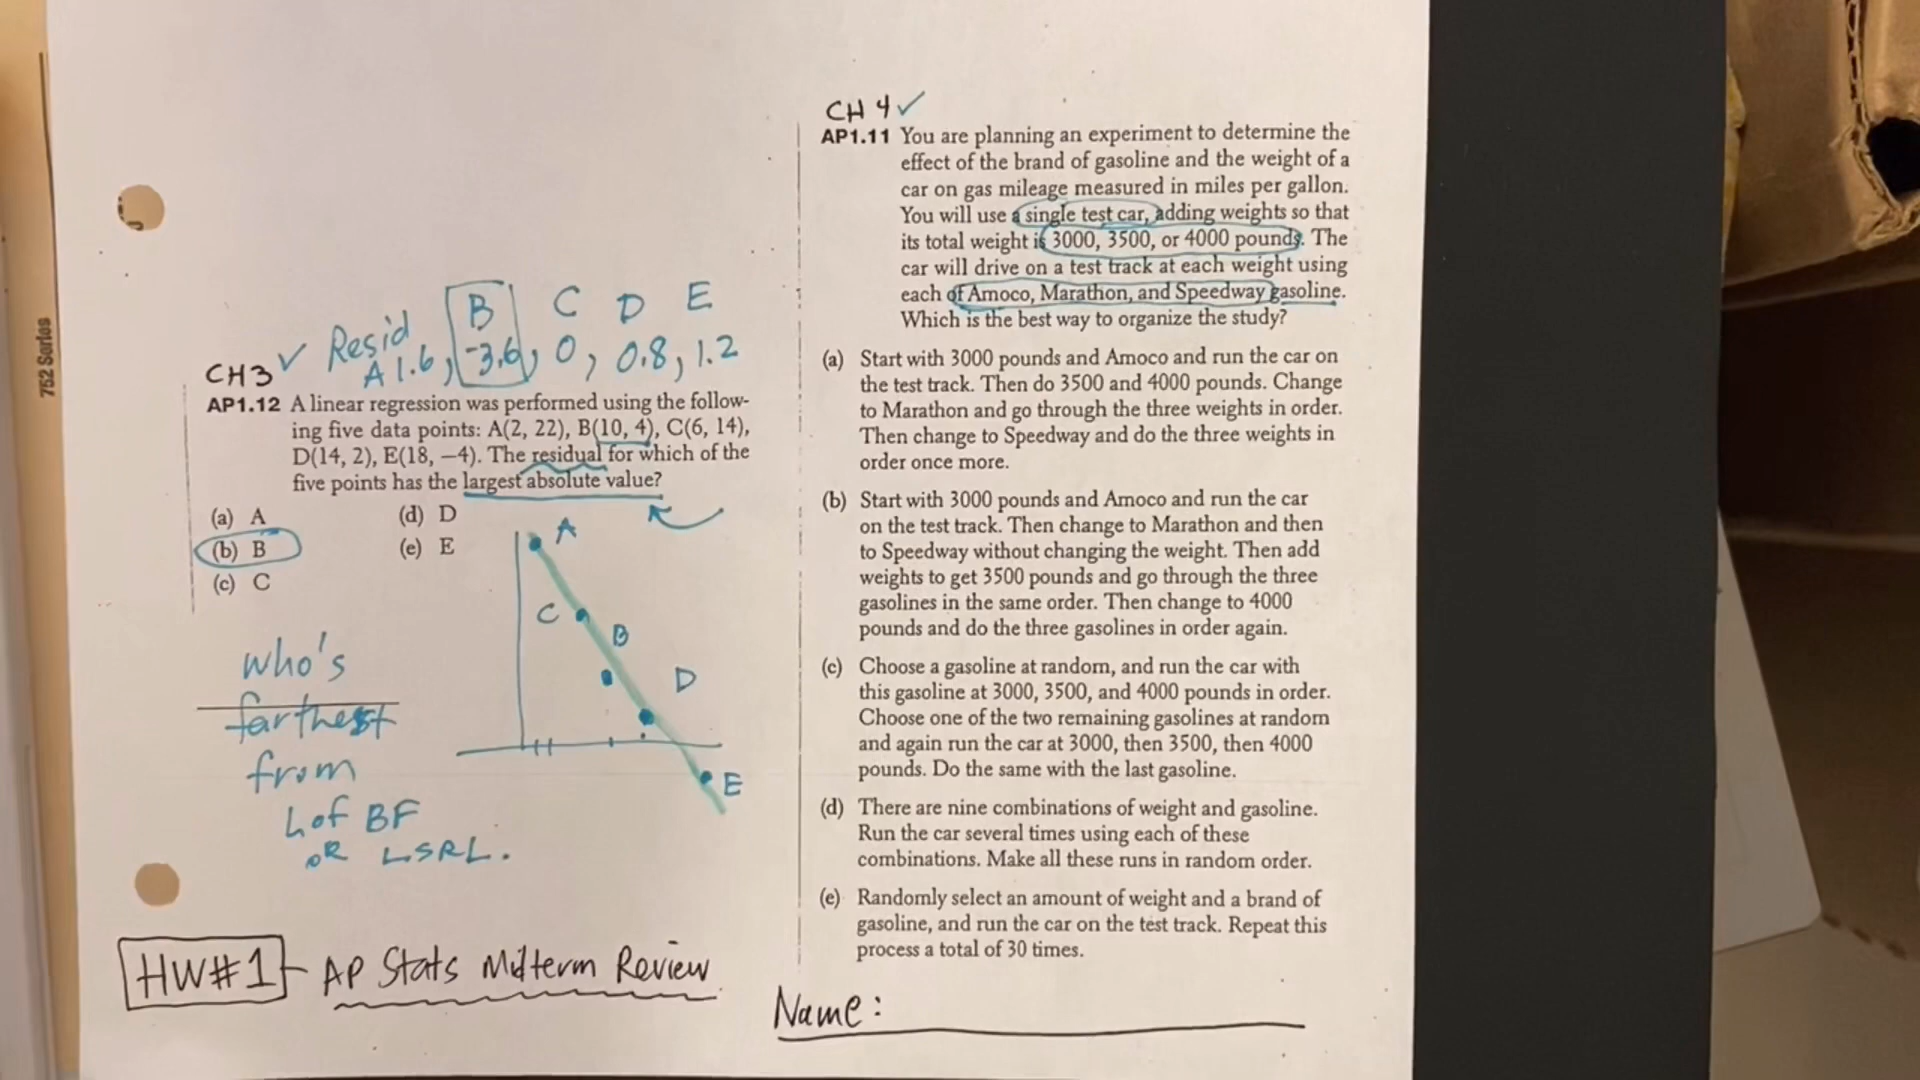 752 Sorlos
Resid
B C D E
A 1.6, -3.6, 0, 0.8, 1.2
CH3 ✓
AP1.12 A linear regression was performed using the follow-
ing five data points: A(2, 22), B(10, 4), C(6, 14),
D(14, 2), E(18, −4). The residual for which of the
five points has the largest absolute value?
(a) A
(b) B
(c) C
(d) D
(e) E
A
C
B
D
E
who's
farthest
from
L of BF
OR LSRL.
HW#1 - AP Stats Midterm Review
CH 4 ✓
AP1.11 You are planning an experiment to determine the
effect of the brand of gasoline and the weight of a
car on gas mileage measured in miles per gallon.
You will use a single test car, adding weights so that
its total weight is 3000, 3500, or 4000 pounds. The
car will drive on a test track at each weight using
each of Amoco, Marathon, and Speedway gasoline.
Which is the best way to organize the study?
(a) Start with 3000 pounds and Amoco and run the car on
the test track. Then do 3500 and 4000 pounds. Change
to Marathon and go through the three weights in order.
Then change to Speedway and do the three weights in
order once more.
(b) Start with 3000 pounds and Amoco and run the car
on the test track. Then change to Marathon and then
to Speedway without changing the weight. Then add
weights to get 3500 pounds and go through the three
gasolines in the same order. Then change to 4000
pounds and do the three gasolines in order again.
(c) Choose a gasoline at random, and run the car with
this gasoline at 3000, 3500, and 4000 pounds in order.
Choose one of the two remaining gasolines at random
and again run the car at 3000, then 3500, then 4000
pounds. Do the same with the last gasoline.
(d) There are nine combinations of weight and gasoline.
Run the car several times using each of these
combinations. Make all these runs in random order.
(e) Randomly select an amount of weight and a brand of
gasoline, and run the car on the test track. Repeat this
process a total of 30 times.
Name: